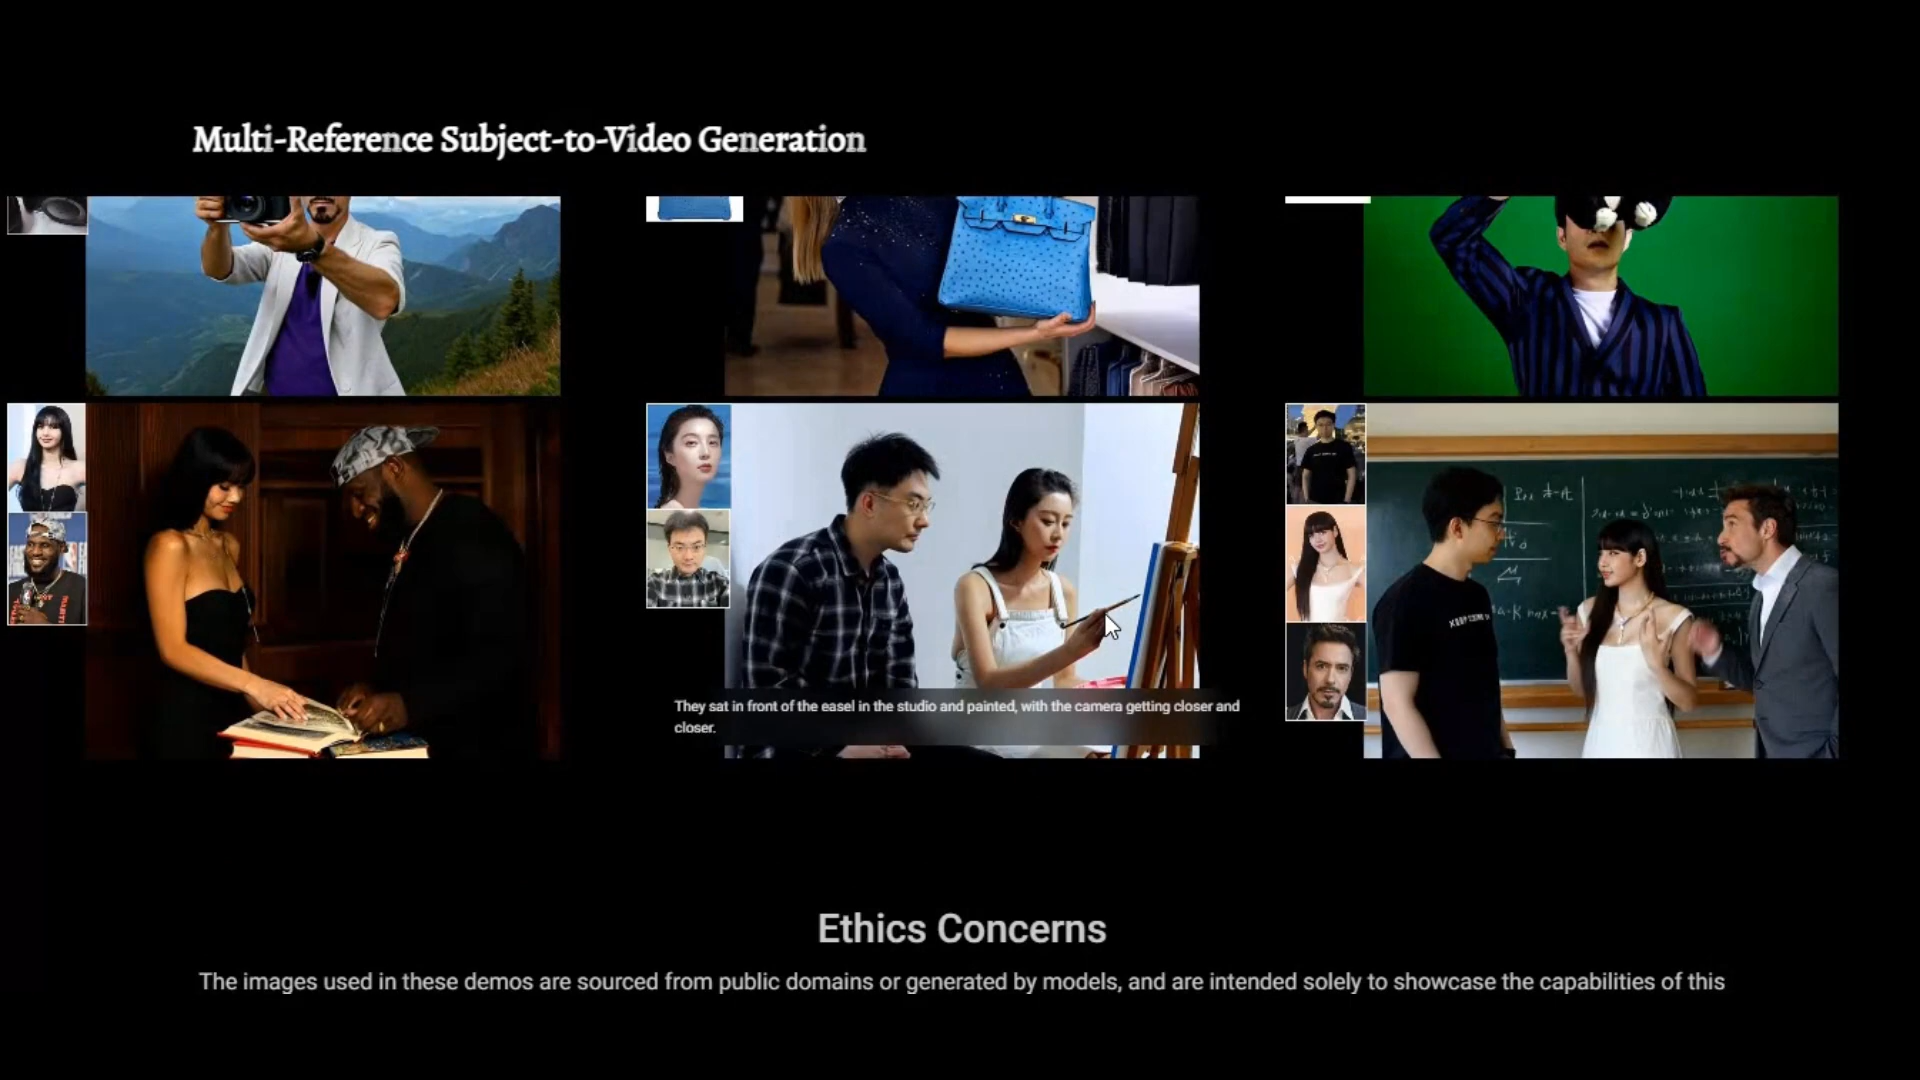 Multi-Reference Subject-to-Video Generation
They sat in front of the easel in the studio and painted, with the camera getting closer and
closer.
Ethics Concerns
The images used in these demos are sourced from public domains or generated by models, and are intended solely to showcase the capabilities of this